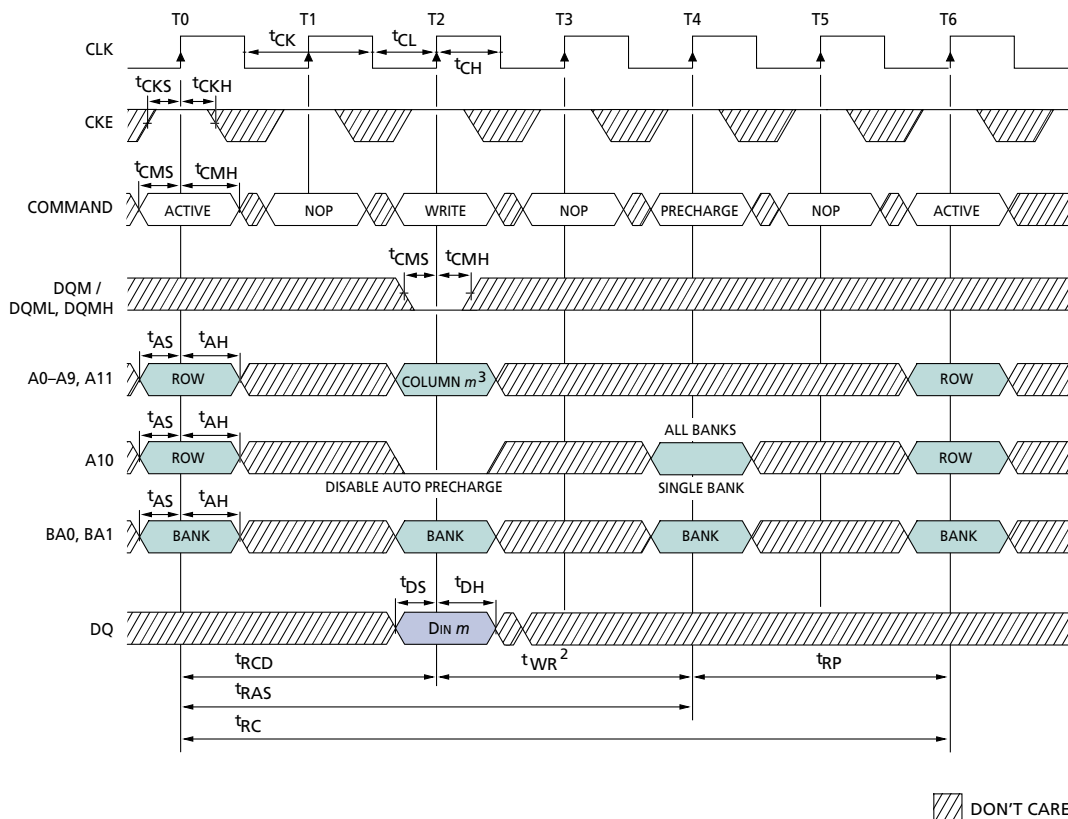 T0 T1 T2 T3 T4 T5 T6
CLK
tCK tCL
tCH
tCKS tCKH
CKE
tCMS tCMH
COMMAND ACTIVE NOP WRITE NOP PRECHARGE NOP ACTIVE
tCMS tCMH
DQM /
DQML, DQMH
tAS tAH
A0–A9, A11 ROW COLUMN m3 ROW
tAS tAH ALL BANKS
A10 ROW ROW
DISABLE AUTO PRECHARGE SINGLE BANK
tAS tAH
BA0, BA1 BANK BANK BANK BANK
tDS tDH
DQ DIN m
tRCD tWR2 tRP
tRAS
tRC
DON'T CARE